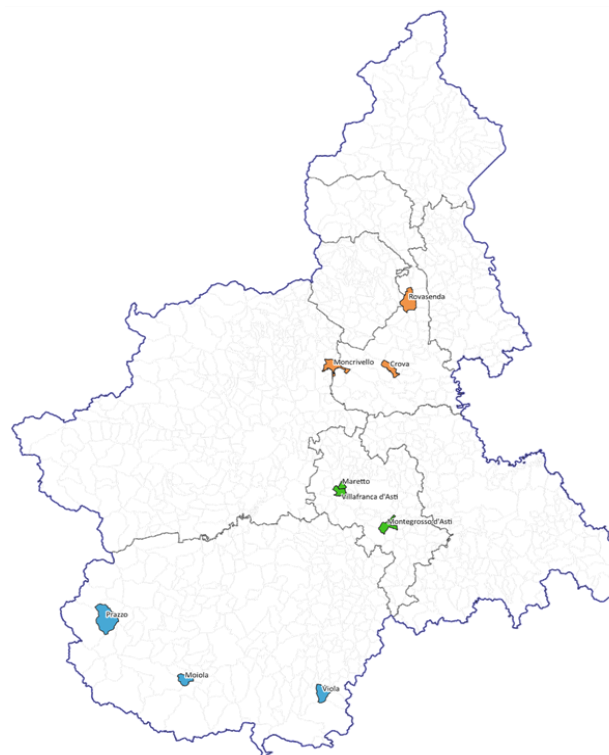 Rovasenda
Moncrivello
Crova
Maretto
Villafranca d'Asti
Montegrosso d'Asti
Prazzo
Moiola
Viola